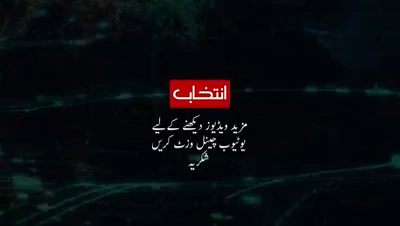 انتخاب
مزید ویڈیوز دیکھنے کے لیے
یوٹیوب چینل وزٹ کریں
شکریہ